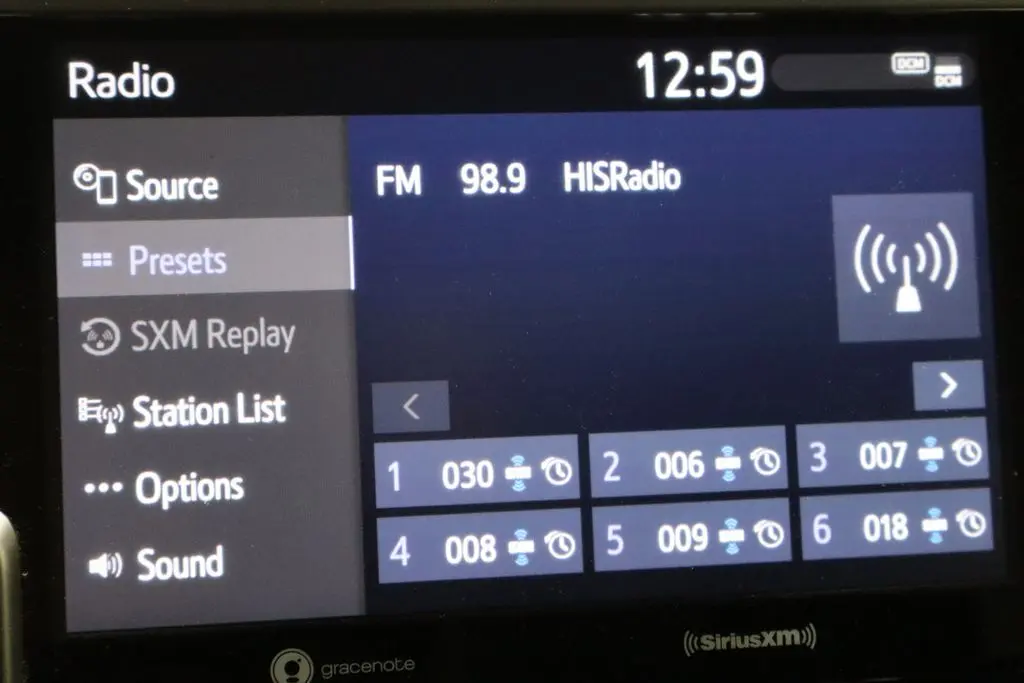 Radio
12:59
DCM
DCM
Source
Presets
SXM Replay
Station List
Options
Sound
FM 98.9 HISRadio
<
>
1 030
2 006
3 007
4 008
5 009
6 018
gracenote
((SiriusXM))